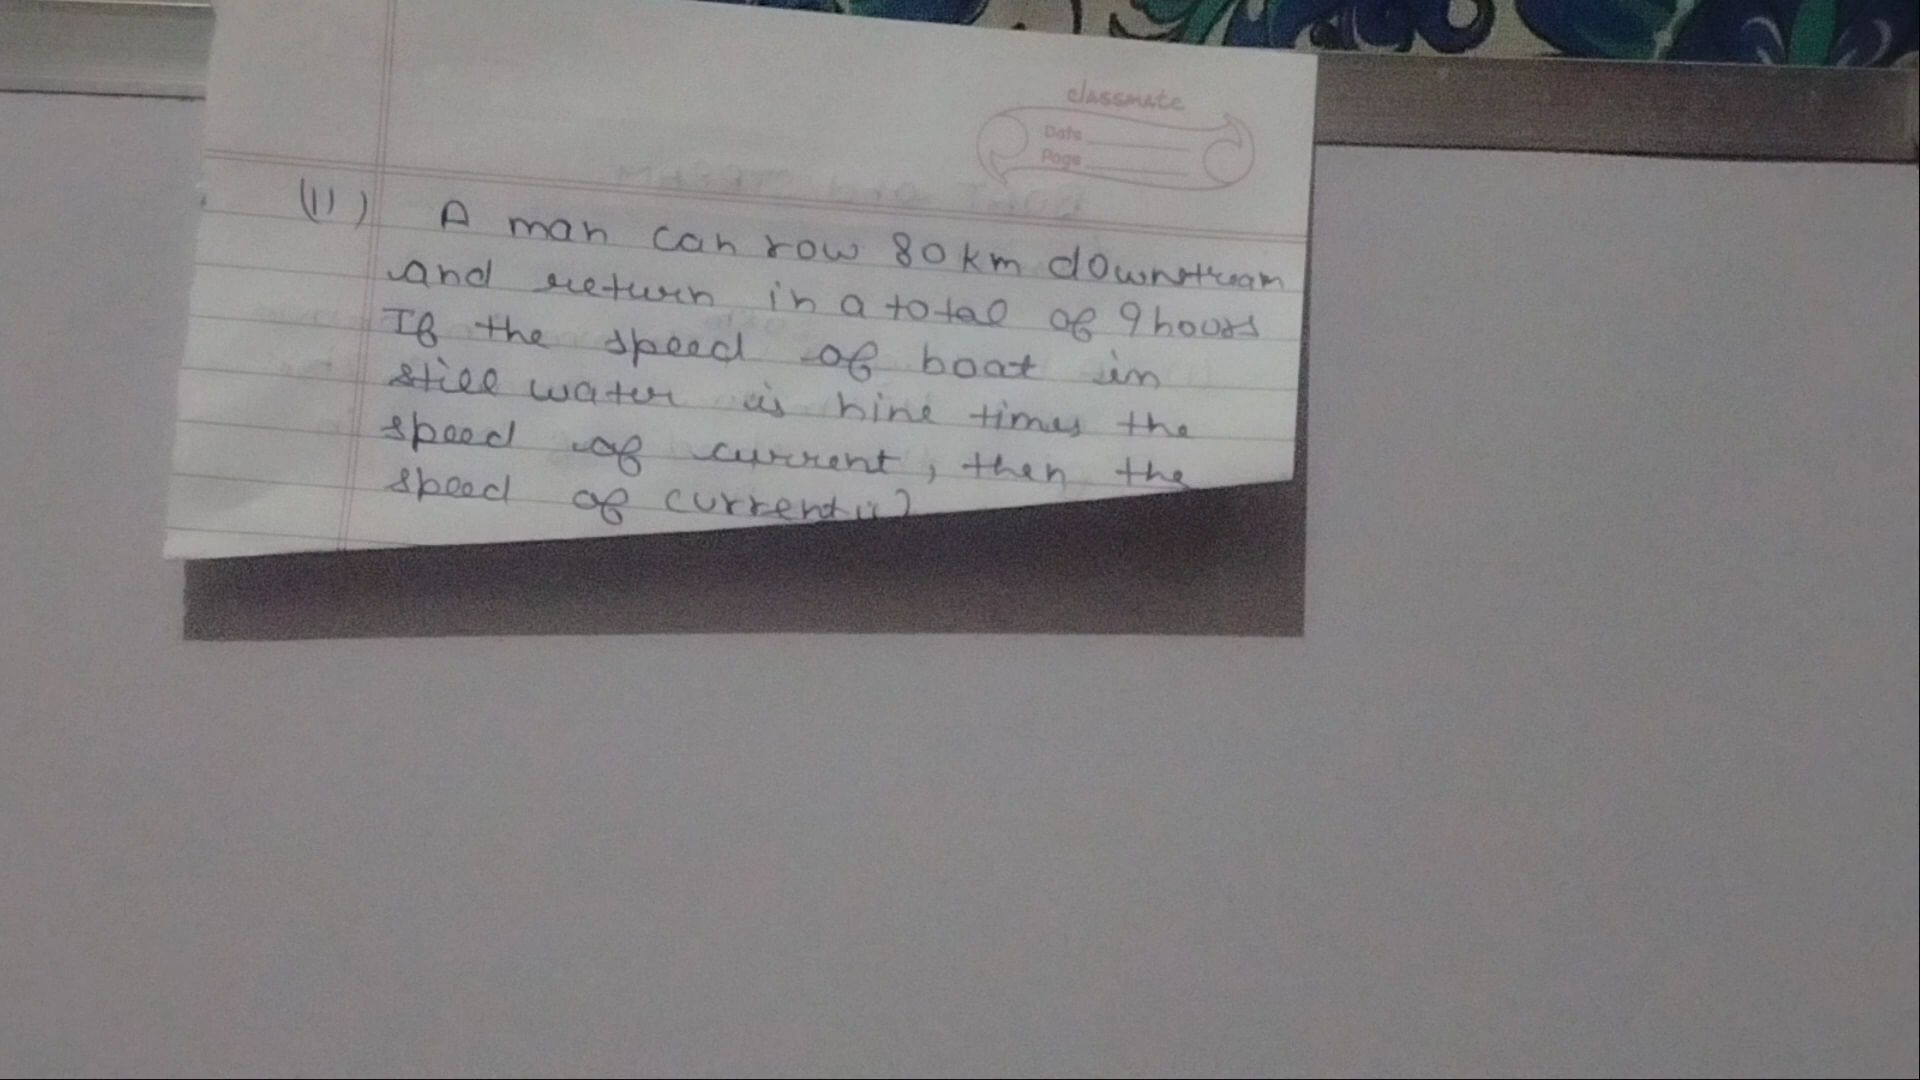 classmate
Date
Page
(11) A man can row 80 km downstream
and return in a total of 9 hours
If the speed of boat in
still water is nine times the
speed of current, then the
speed of current is?